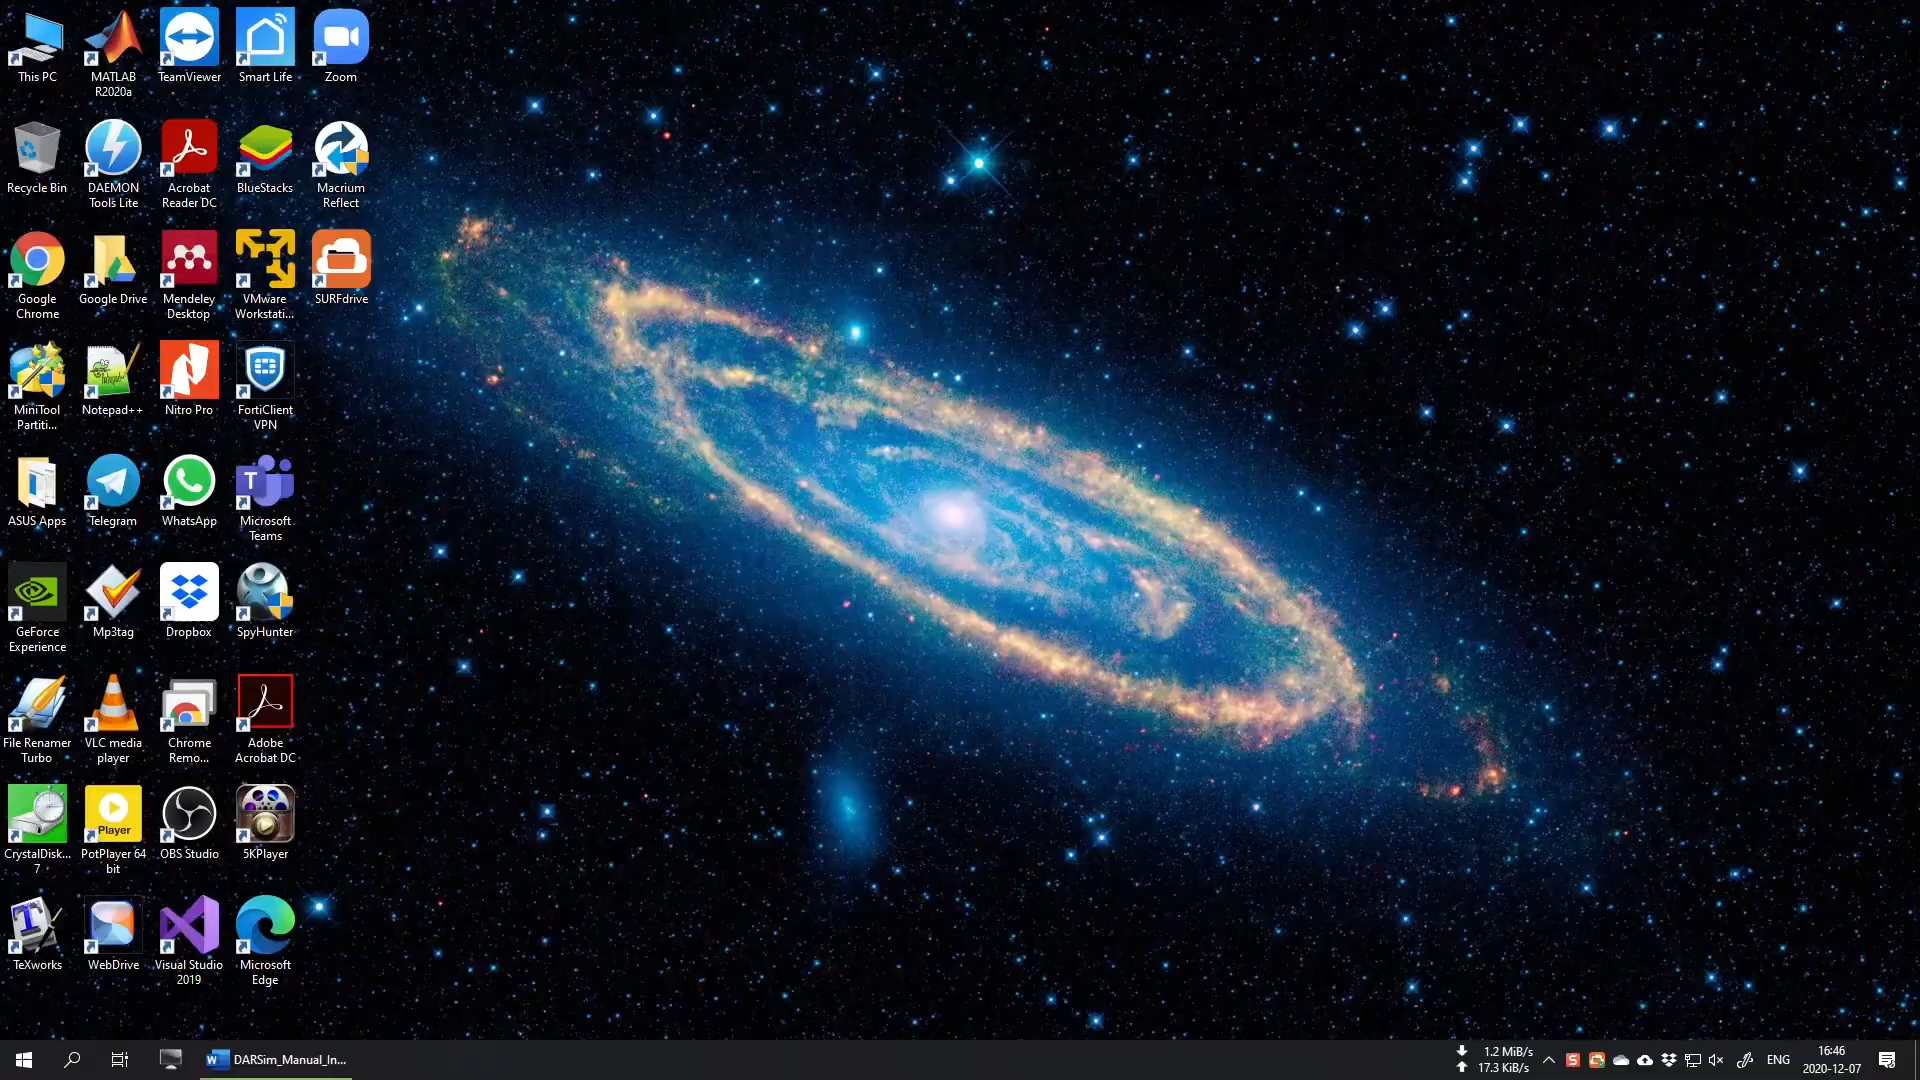 This PC
MATLAB
R2020a
TeamViewer
Smart Life
Zoom
Recycle Bin
DAEMON
Tools Lite
Acrobat
Reader DC
BlueStacks
Macrium
Reflect
Google
Chrome
Google Drive
Mendeley
Desktop
VMware
Workstati...
SURFdrive
MiniTool
Partiti...
Notepad++
Nitro Pro
FortiClient
VPN
ASUS Apps
Telegram
WhatsApp
T
Microsoft
Teams
GeForce
Experience
Mp3tag
Dropbox
SpyHunter
File Renamer
Turbo
VLC media
player
Chrome
Remo...
Adobe
Acrobat DC
CrystalDisk...
7
Player
PotPlayer 64
bit
OBS Studio
5KPlayer
TeXworks
WebDrive
Visual Studio
2019
Microsoft
Edge
W
DARSim_Manual_In...
1.2 MiB/s
17.3 KiB/s
S
ENG
16:46
2020-12-07